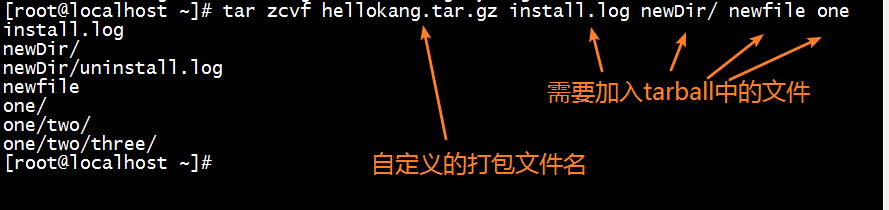 [root@localhost ~]# tar zcvf hellokang.tar.gz install.log newDir/ newfile one
install.log
newDir/
newDir/uninstall.log
newfile
one/
one/two/
one/two/three/
[root@localhost ~]#
需要加入tarball中的文件
自定义的打包文件名